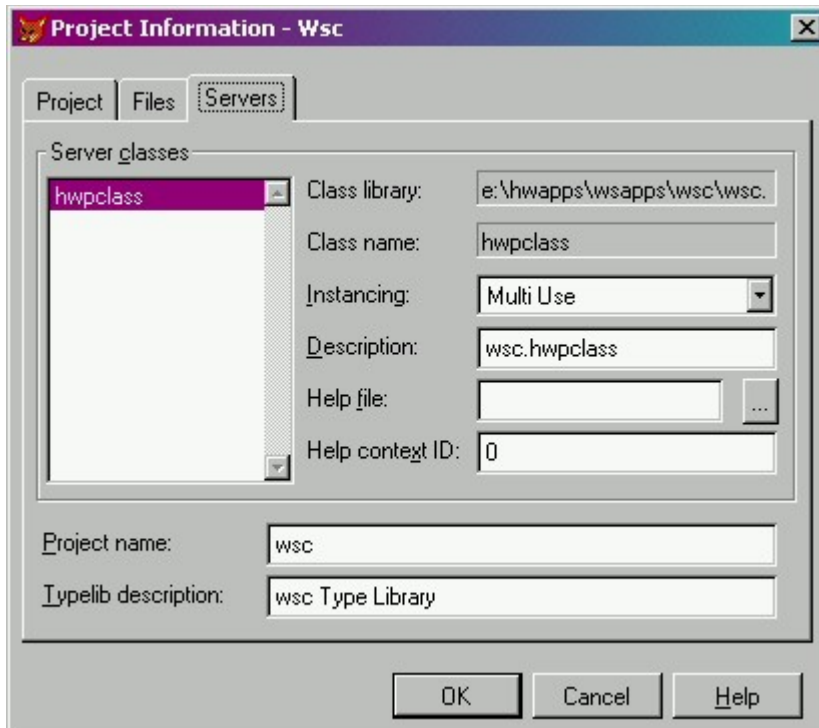 Project Information - Wsc
Project Files Servers
Server classes
hwpclass
Class library: e:\hwapps\wsapps\wsc\wsc.
Class name: hwpclass
Instancing: Multi Use
Description: wsc.hwpclass
Help file: ...
Help context ID: 0
Project name: wsc
Typelib description: wsc Type Library
OK Cancel Help